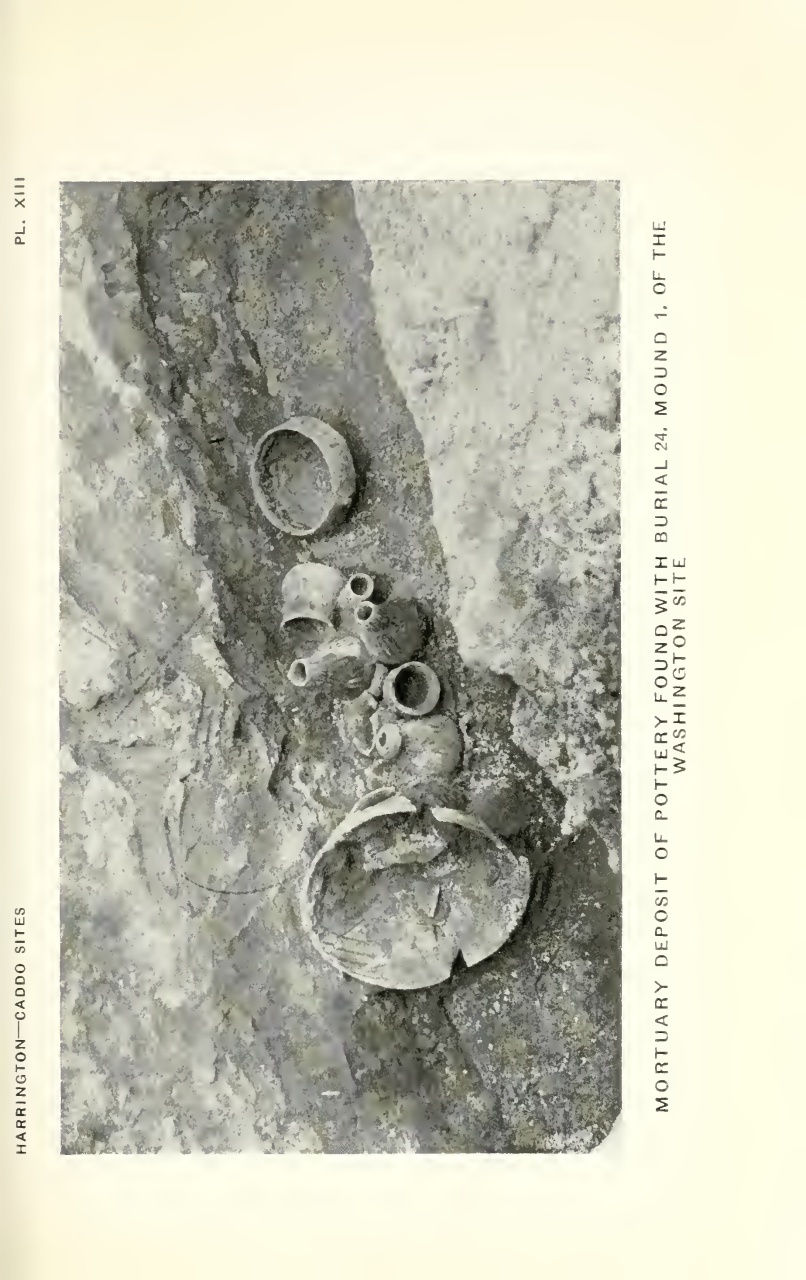 HARRINGTON—CADDO SITES
PL. XIII
MORTUARY DEPOSIT OF POTTERY FOUND WITH BURIAL 24, MOUND 1, OF THE
WASHINGTON SITE